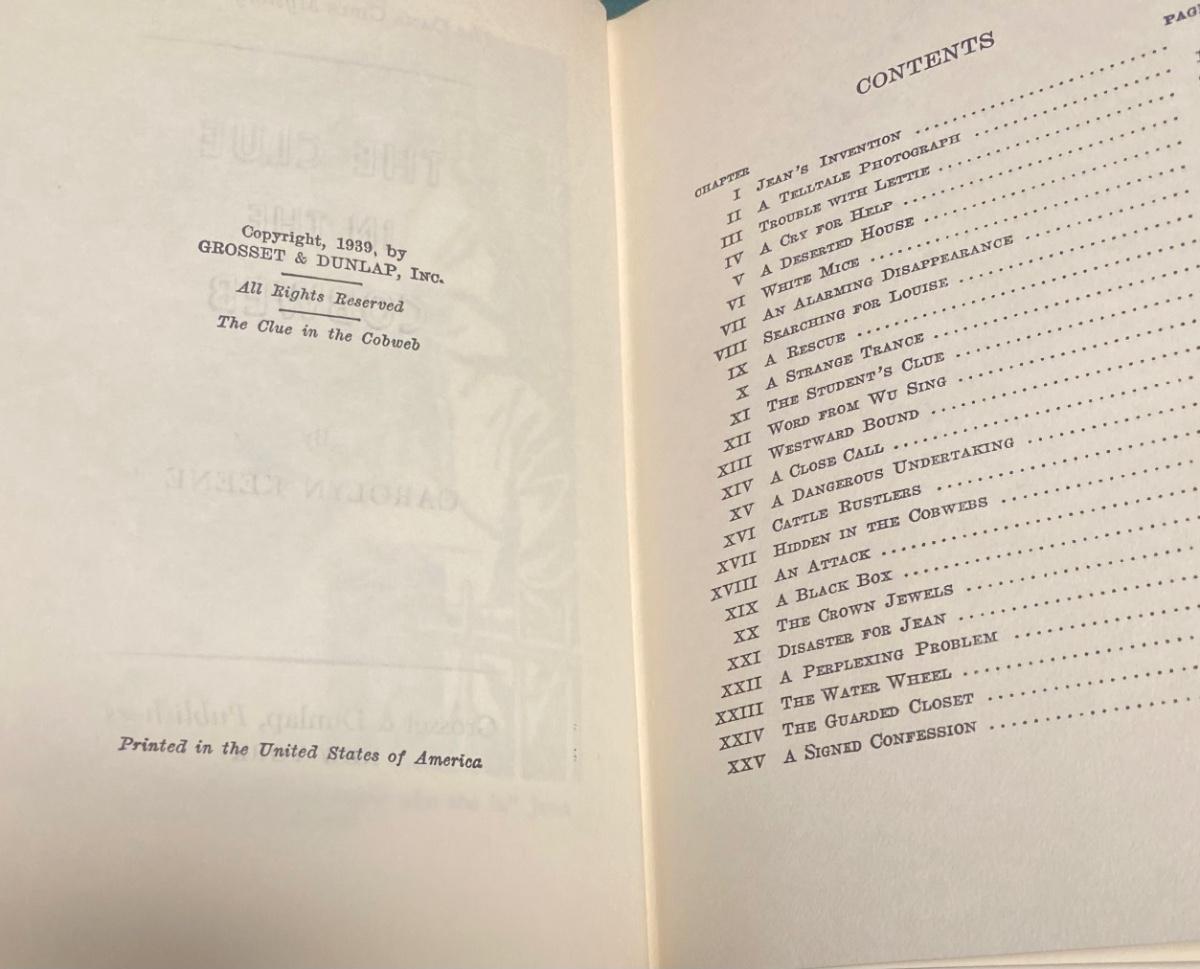 Copyright, 1939, by
GROSSET & DUNLAP, INC.
All Rights Reserved
The Clue in the Cobweb
Printed in the United States of America
CONTENTS
CHAPTER
I JEAN'S INVENTION
II A TELLTALE PHOTOGRAPH
III TROUBLE WITH LETTIE
IV A CRY FOR HELP
V A DESERTED HOUSE
VI WHITE MICE
VII AN ALARMING DISAPPEARANCE
VIII SEARCHING FOR LOUISE
IX A RESCUE
X A STRANGE TRANCE
XI THE STUDENT'S CLUE
XII WORD FROM WU SING
XIII WESTWARD BOUND
XIV A CLOSE CALL
XV A DANGEROUS UNDERTAKING
XVI CATTLE RUSTLERS
XVII HIDDEN IN THE COBWEBS
XVIII AN ATTACK
XIX A BLACK BOX
XX THE CROWN JEWELS
XXI DISASTER FOR JEAN
XXII A PERPLEXING PROBLEM
XXIII THE WATER WHEEL
XXIV THE GUARDED CLOSET
XXV A SIGNED CONFESSION